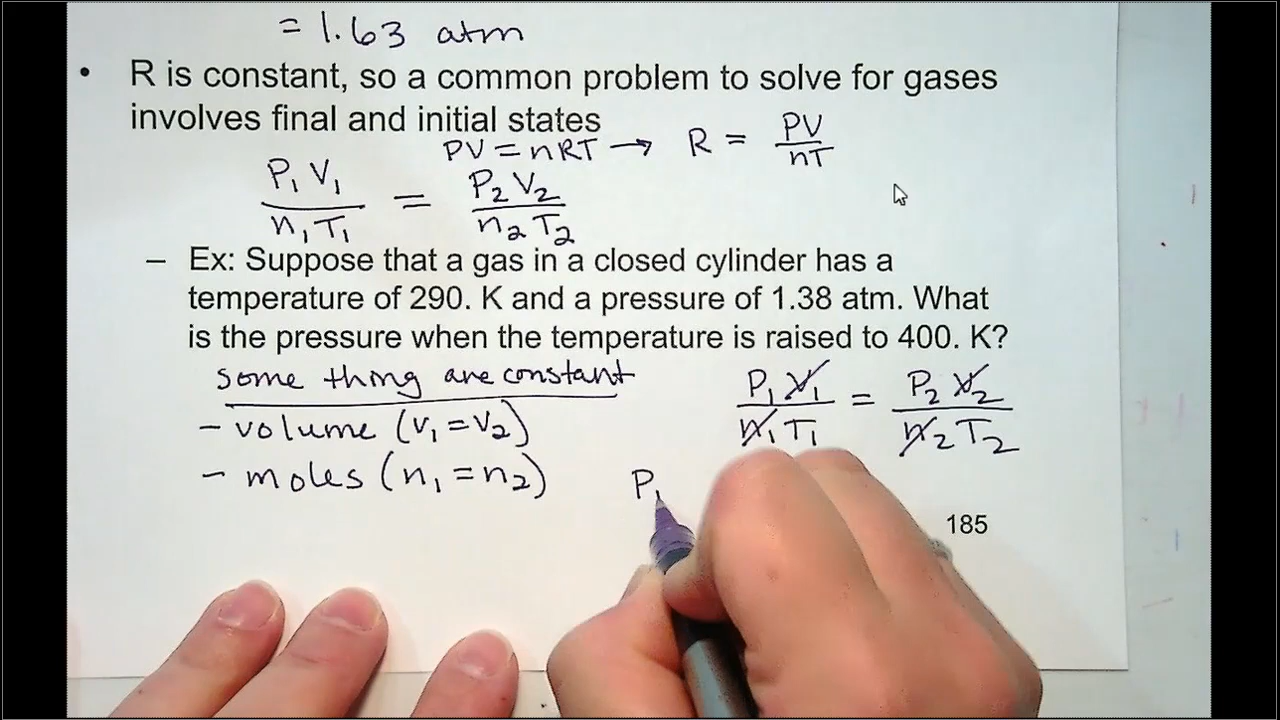 = 1.63 atm
• R is constant, so a common problem to solve for gases
involves final and initial states
PV = nRT → R = PV/nT
P₁V₁/n₁T₁ = P₂V₂/n₂T₂
– Ex: Suppose that a gas in a closed cylinder has a
temperature of 290. K and a pressure of 1.38 atm. What
is the pressure when the temperature is raised to 400. K?
some thing are constant
- volume (v₁ = v₂)
- moles (n₁ = n₂)
P₁V₁/n₁T₁ = P₂V₂/n₂T₂
P₁
185